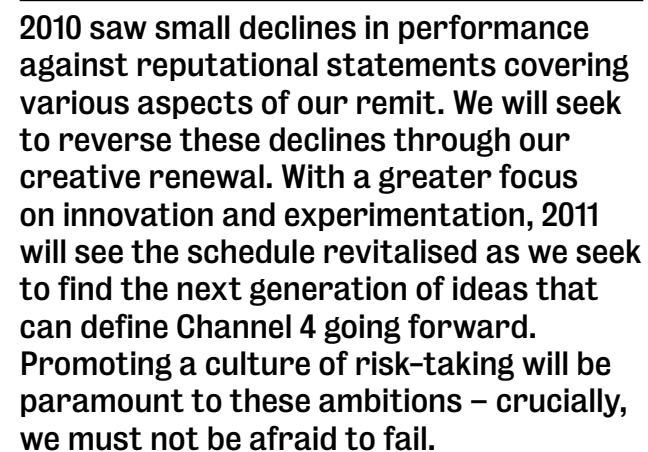 2010 saw small declines in performance
against reputational statements covering
various aspects of our remit. We will seek
to reverse these declines through our
creative renewal. With a greater focus
on innovation and experimentation, 2011
will see the schedule revitalised as we seek
to find the next generation of ideas that
can define Channel 4 going forward.
Promoting a culture of risk-taking will be
paramount to these ambitions – crucially,
we must not be afraid to fail.